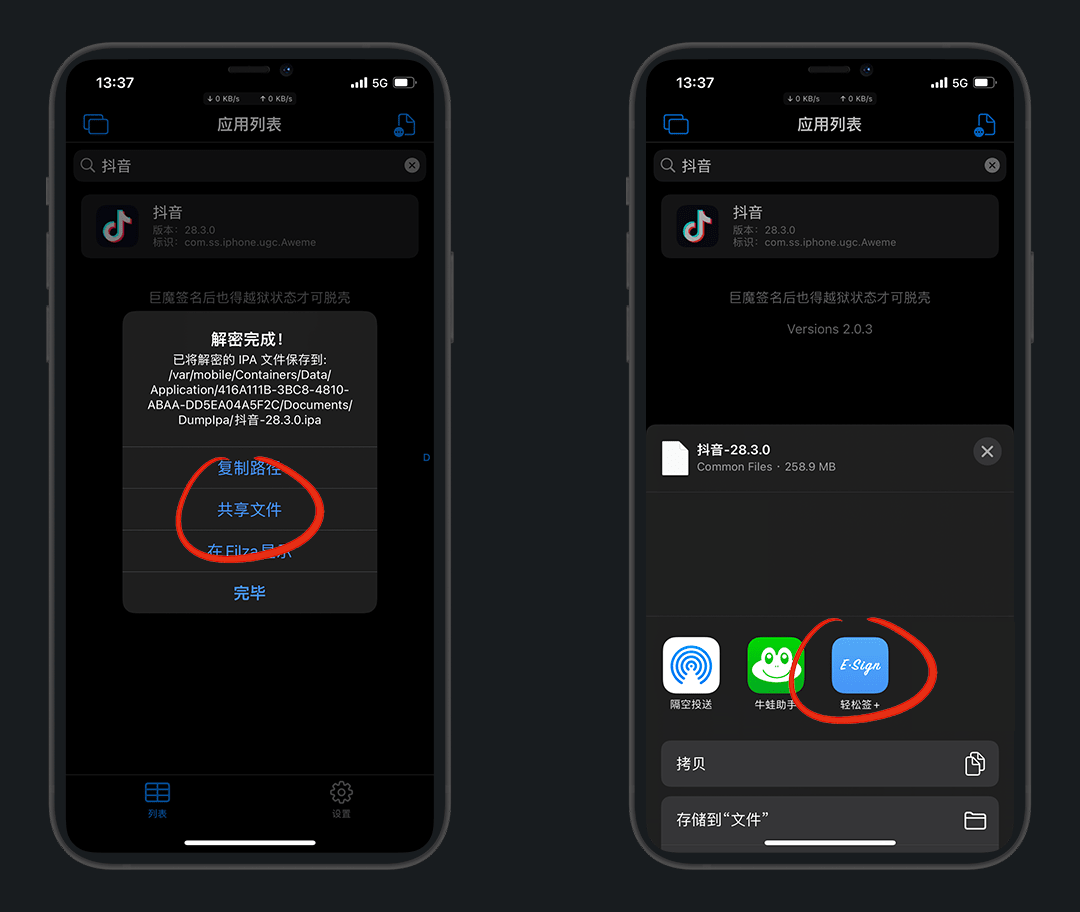 13:37
5G
↓ 0 KB/s ↑ 0 KB/s
应用列表
抖音
抖音
版本: 28.3.0
标识: com.ss.iphone.ugc.Aweme
巨魔签名后也得越狱状态才可脱壳
解密完成!
已将解密的 IPA 文件保存到:
/var/mobile/Containers/Data/
Application/416A111B-3BC8-4810-
ABAA-DD5EA04A5F2C/Documents/
DumpIpa/抖音-28.3.0.ipa
D
复制路径
共享文件
在 Filza 显示
完毕
列表
设置
13:37
5G
↓ 0 KB/s ↑ 0 KB/s
应用列表
抖音
抖音
版本: 28.3.0
标识: com.ss.iphone.ugc.Aweme
巨魔签名后也得越狱状态才可脱壳
Versions 2.0.3
抖音-28.3.0
Common Files · 258.9 MB
E·Sign
隔空投送
牛蛙助手
轻松签+
拷贝
存储到“文件”